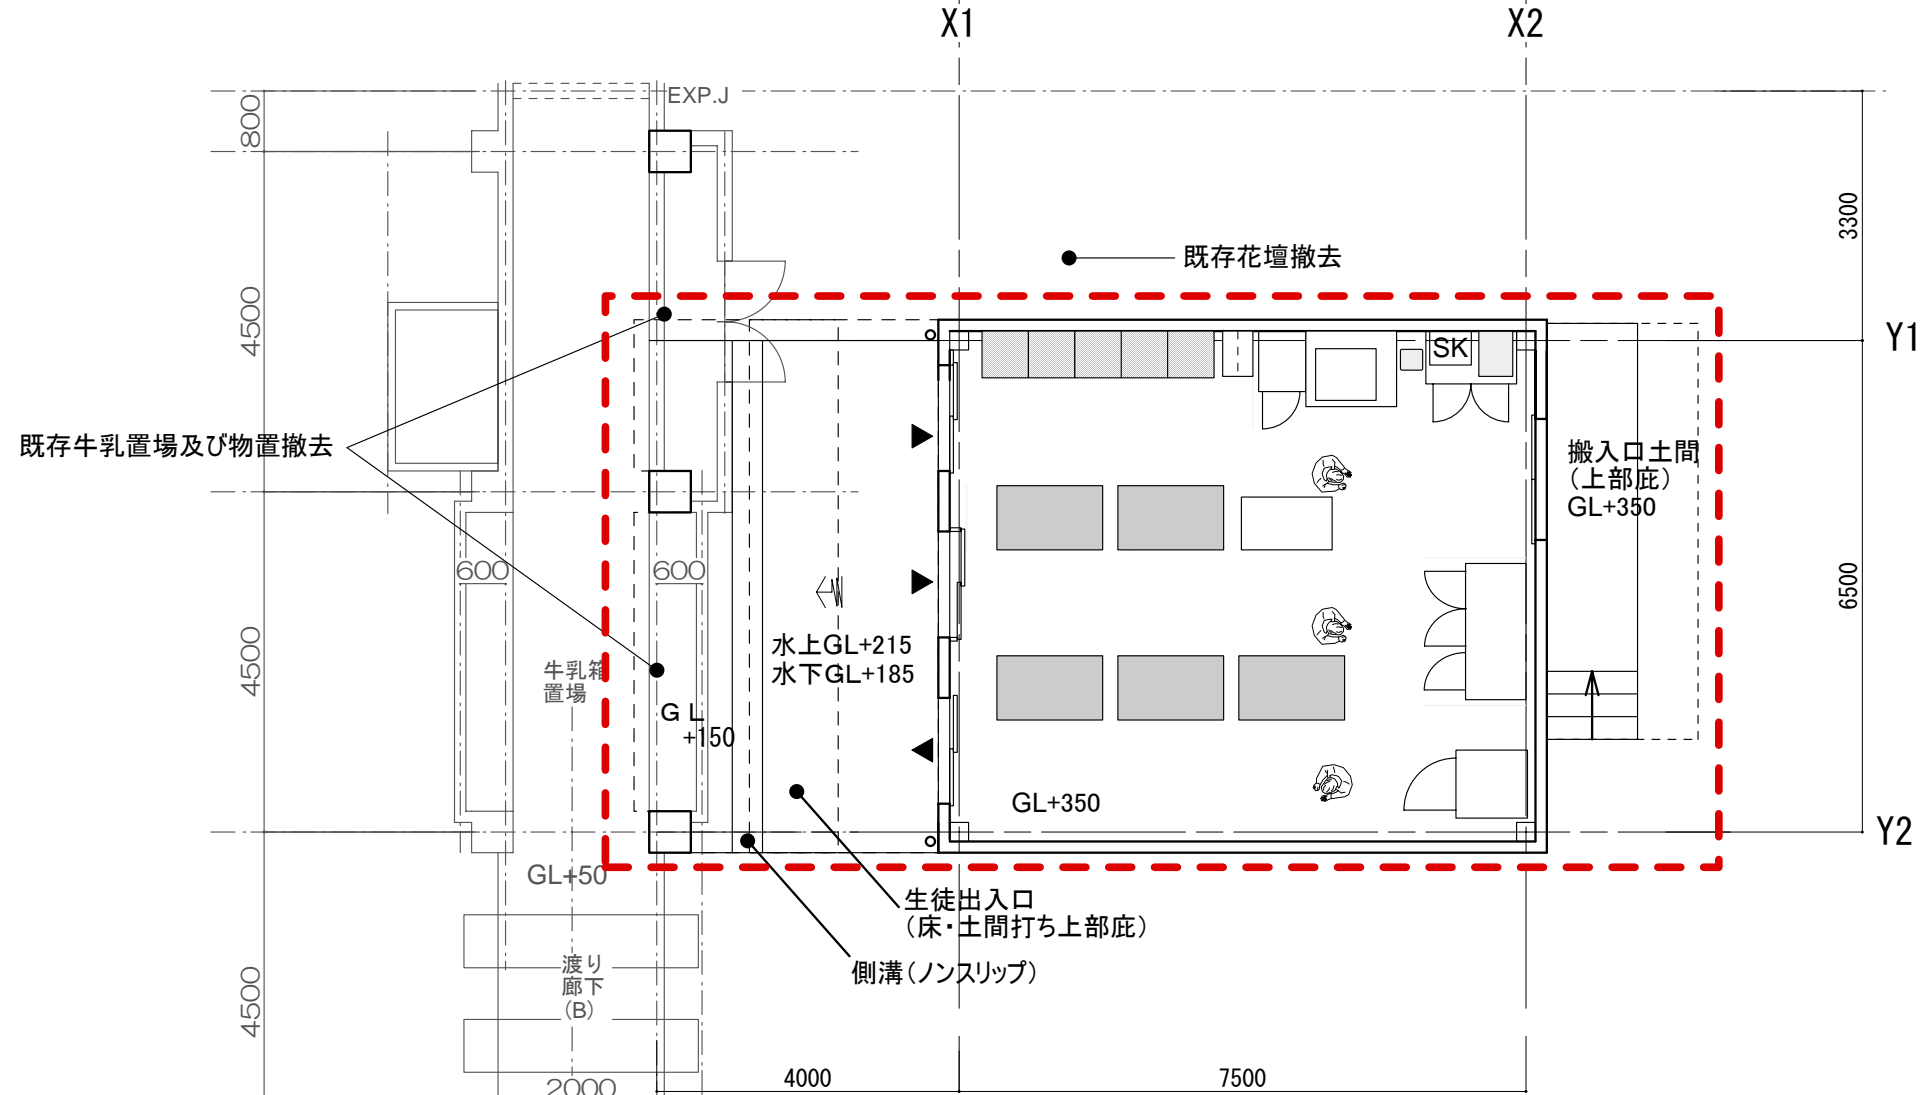 X1
X2
EXP.J
800
3300
既存花壇撤去
4500
Y1
SK
既存牛乳置場及び物置撤去
搬入口土間
(上部庇)
GL+350
600
600
6500
水上GL+215
水下GL+185
4500
牛乳箱
置場
GL
+150
GL+350
Y2
GL+50
生徒出入口
(床・土間打ち上部庇)
側溝(ノンスリップ)
渡り
廊下
(B)
4500
2000
4000
7500